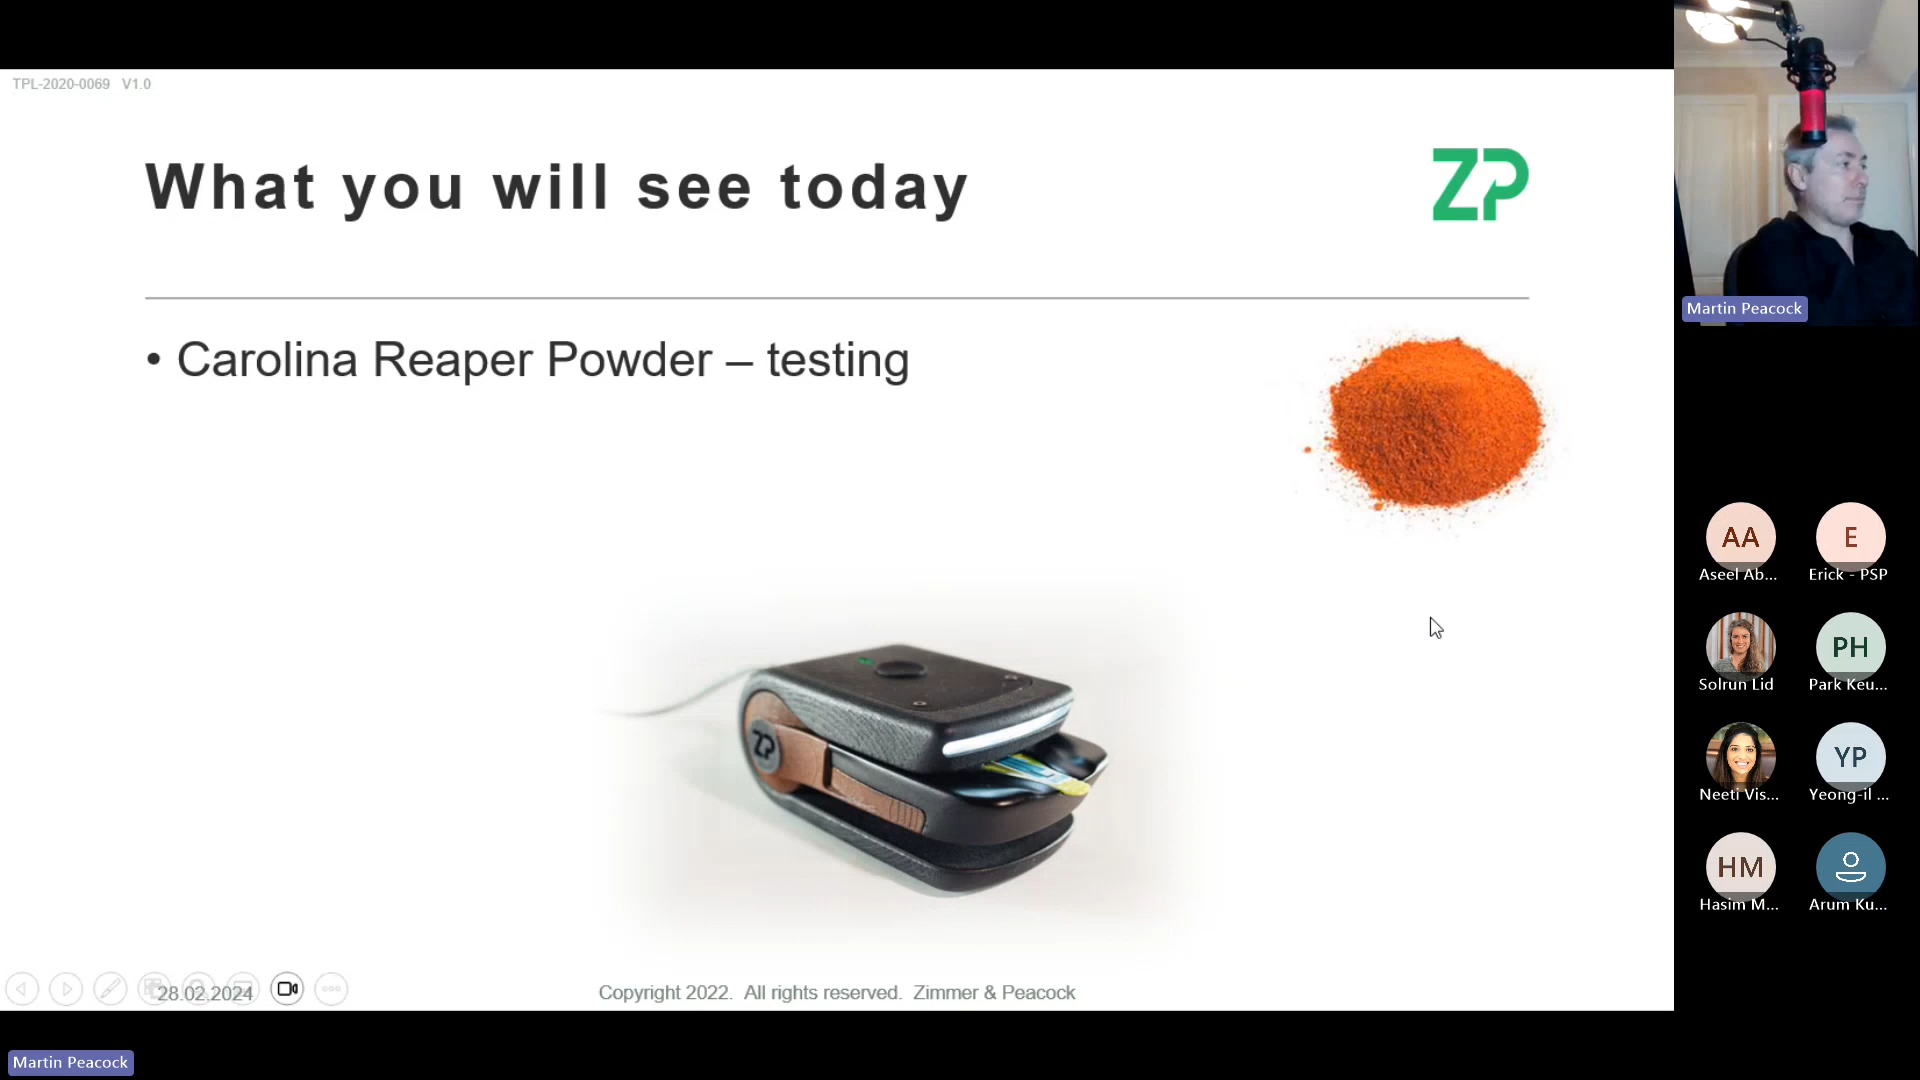 TPL-2020-0069 V1.0
What you will see today
ZP
• Carolina Reaper Powder – testing
ZP
28.02.2024
Copyright 2022. All rights reserved. Zimmer & Peacock
Martin Peacock
Martin Peacock
AA
E
Aseel Ab...
Erick - PSP
PH
Solrun Lid
Park Keu...
YP
Neeti Vis...
Yeong-il ...
HM
Hasim M...
Arum Ku...